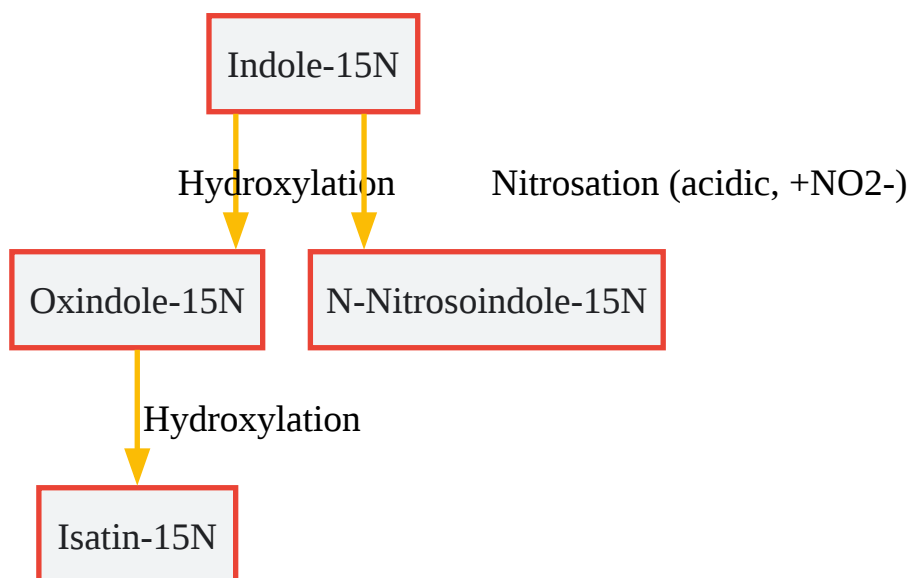 Indole-15N
Hydroxylation
Nitrosation (acidic, +NO2-)
Oxindole-15N
N-Nitrosoindole-15N
Hydroxylation
Isatin-15N